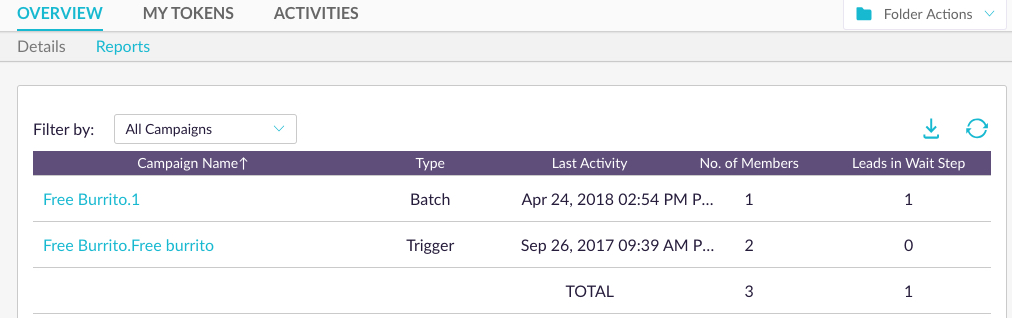 OVERVIEW MY TOKENS ACTIVITIES Folder Actions
Details Reports
Filter by: All Campaigns
Campaign Name↑ Type Last Activity No. of Members Leads in Wait Step
Free Burrito.1 Batch Apr 24, 2018 02:54 PM P... 1 1
Free Burrito.Free burrito Trigger Sep 26, 2017 09:39 AM P... 2 0
TOTAL 3 1